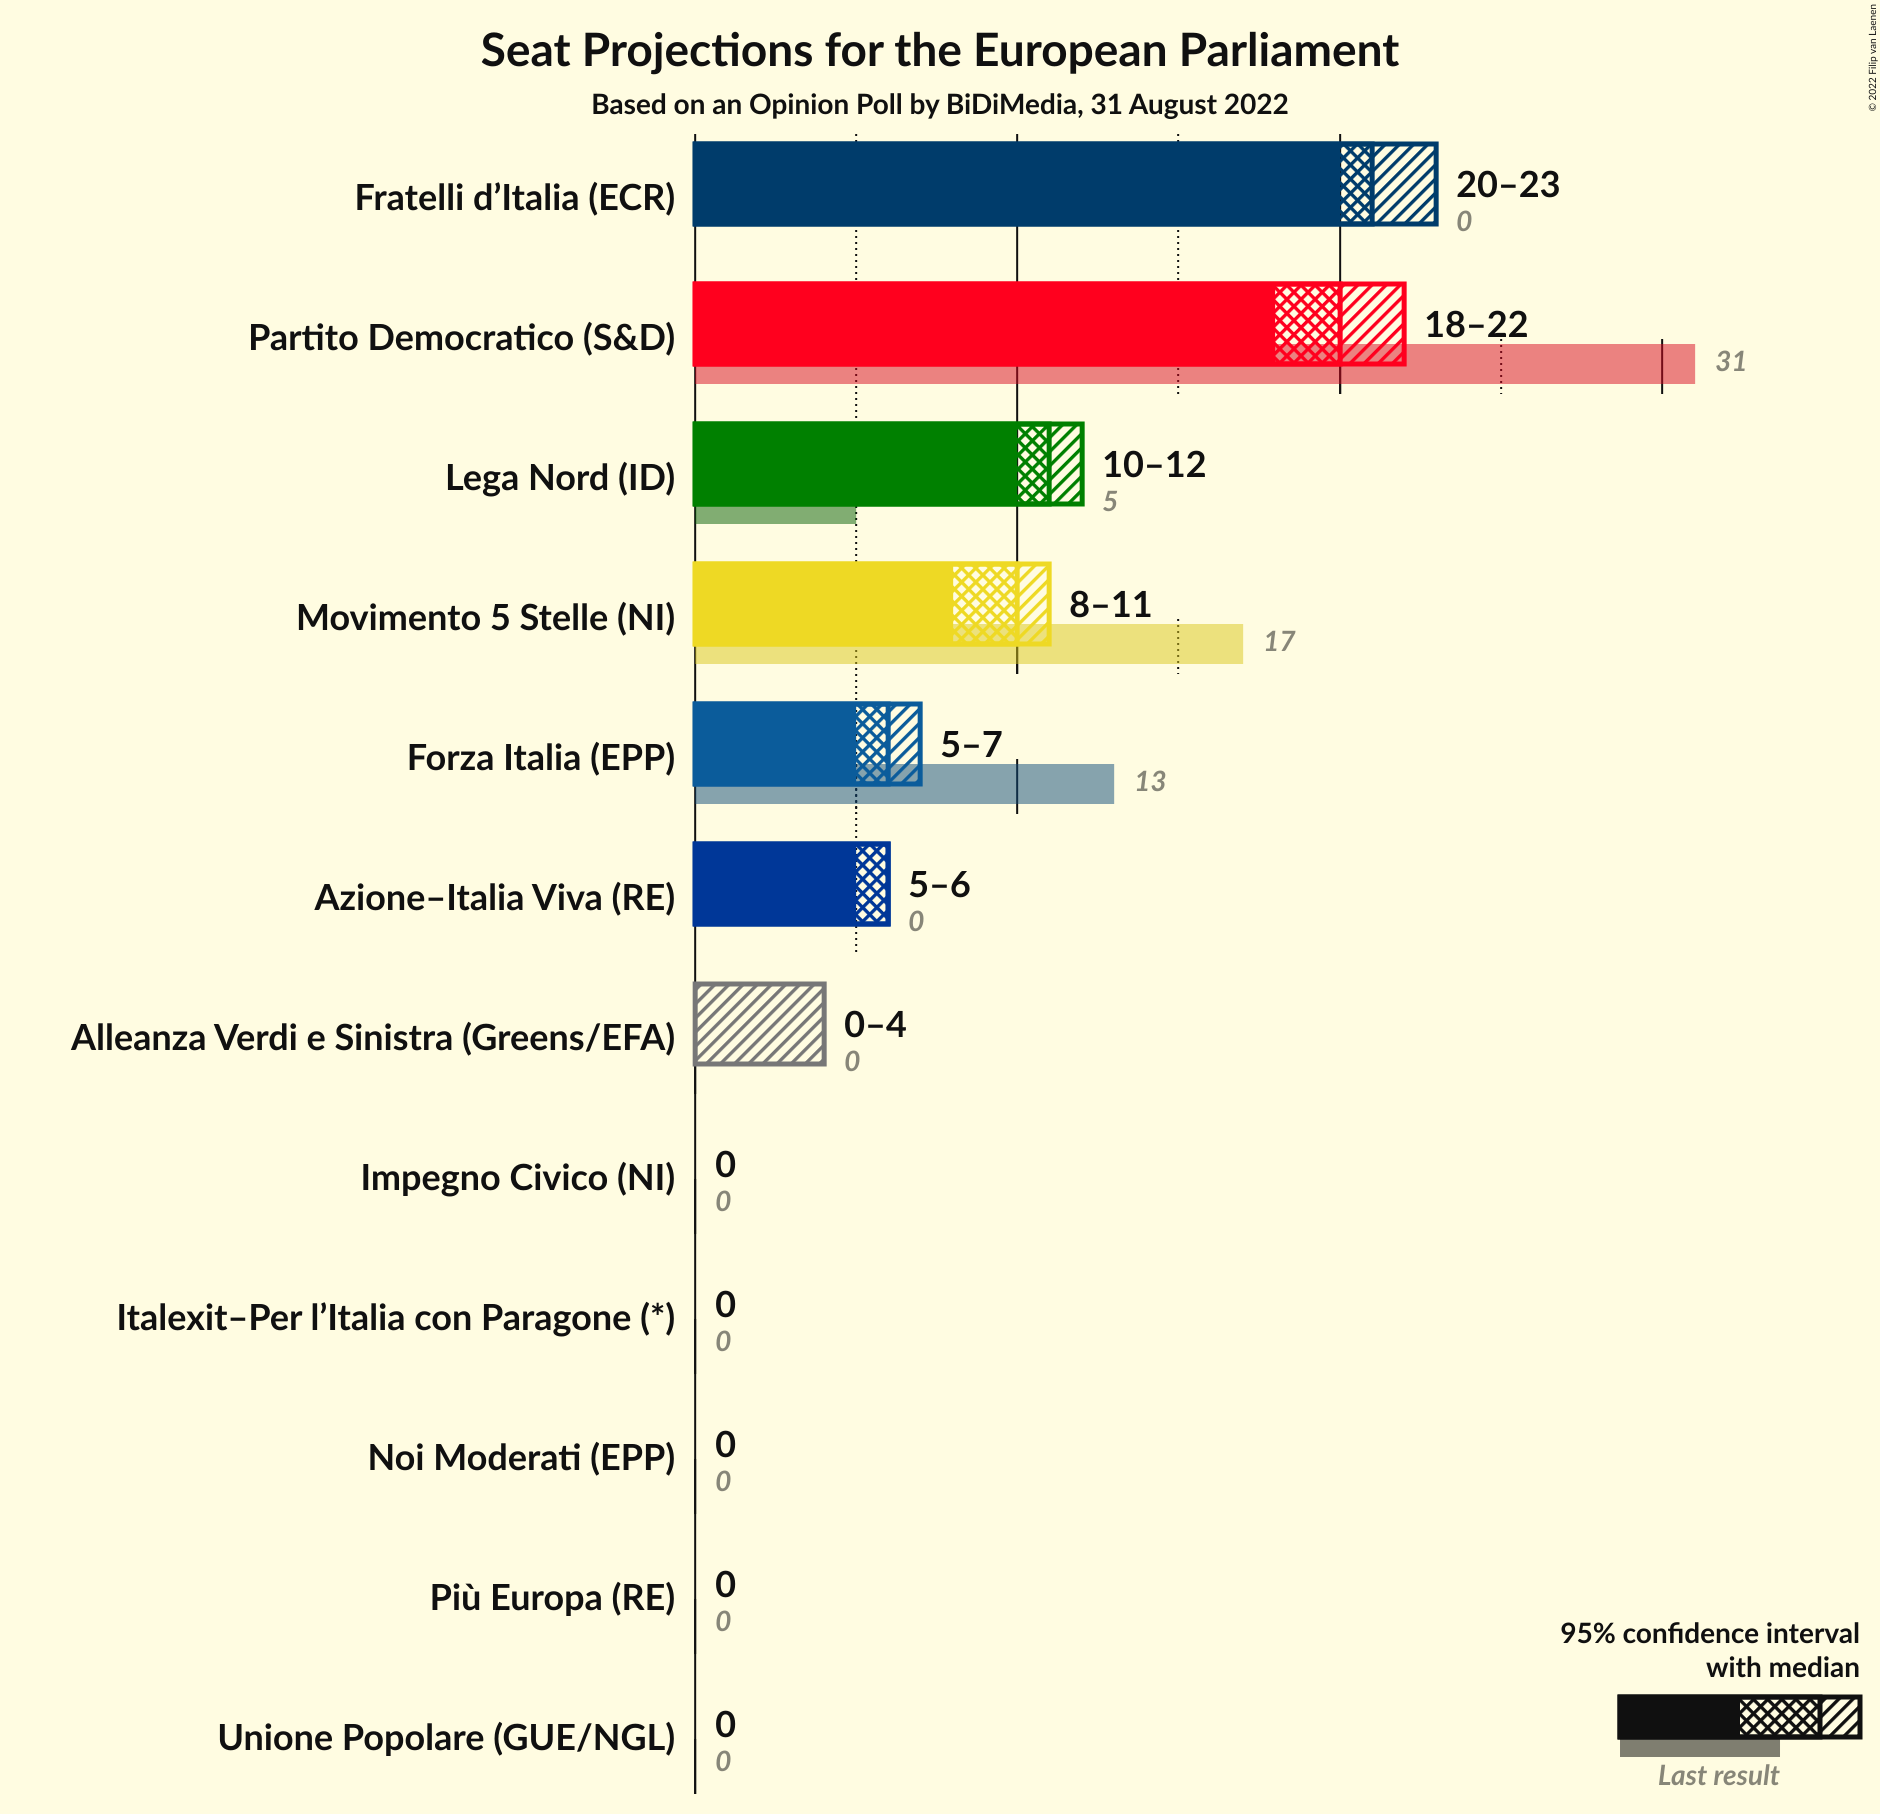 Seat Projections for the European Parliament
Based on an Opinion Poll by BiDiMedia, 31 August 2022
© 2022 Filip van Laenen
Fratelli d’Italia (ECR)
20–23
0
Partito Democratico (S&D)
18–22
31
Lega Nord (ID)
10–12
5
Movimento 5 Stelle (NI)
8–11
17
Forza Italia (EPP)
5–7
13
Azione–Italia Viva (RE)
5–6
0
Alleanza Verdi e Sinistra (Greens/EFA)
0–4
0
Impegno Civico (NI)
0
0
Italexit–Per l’Italia con Paragone (*)
0
0
Noi Moderati (EPP)
0
0
Più Europa (RE)
0
0
Unione Popolare (GUE/NGL)
0
0
95% confidence interval
with median
Last result